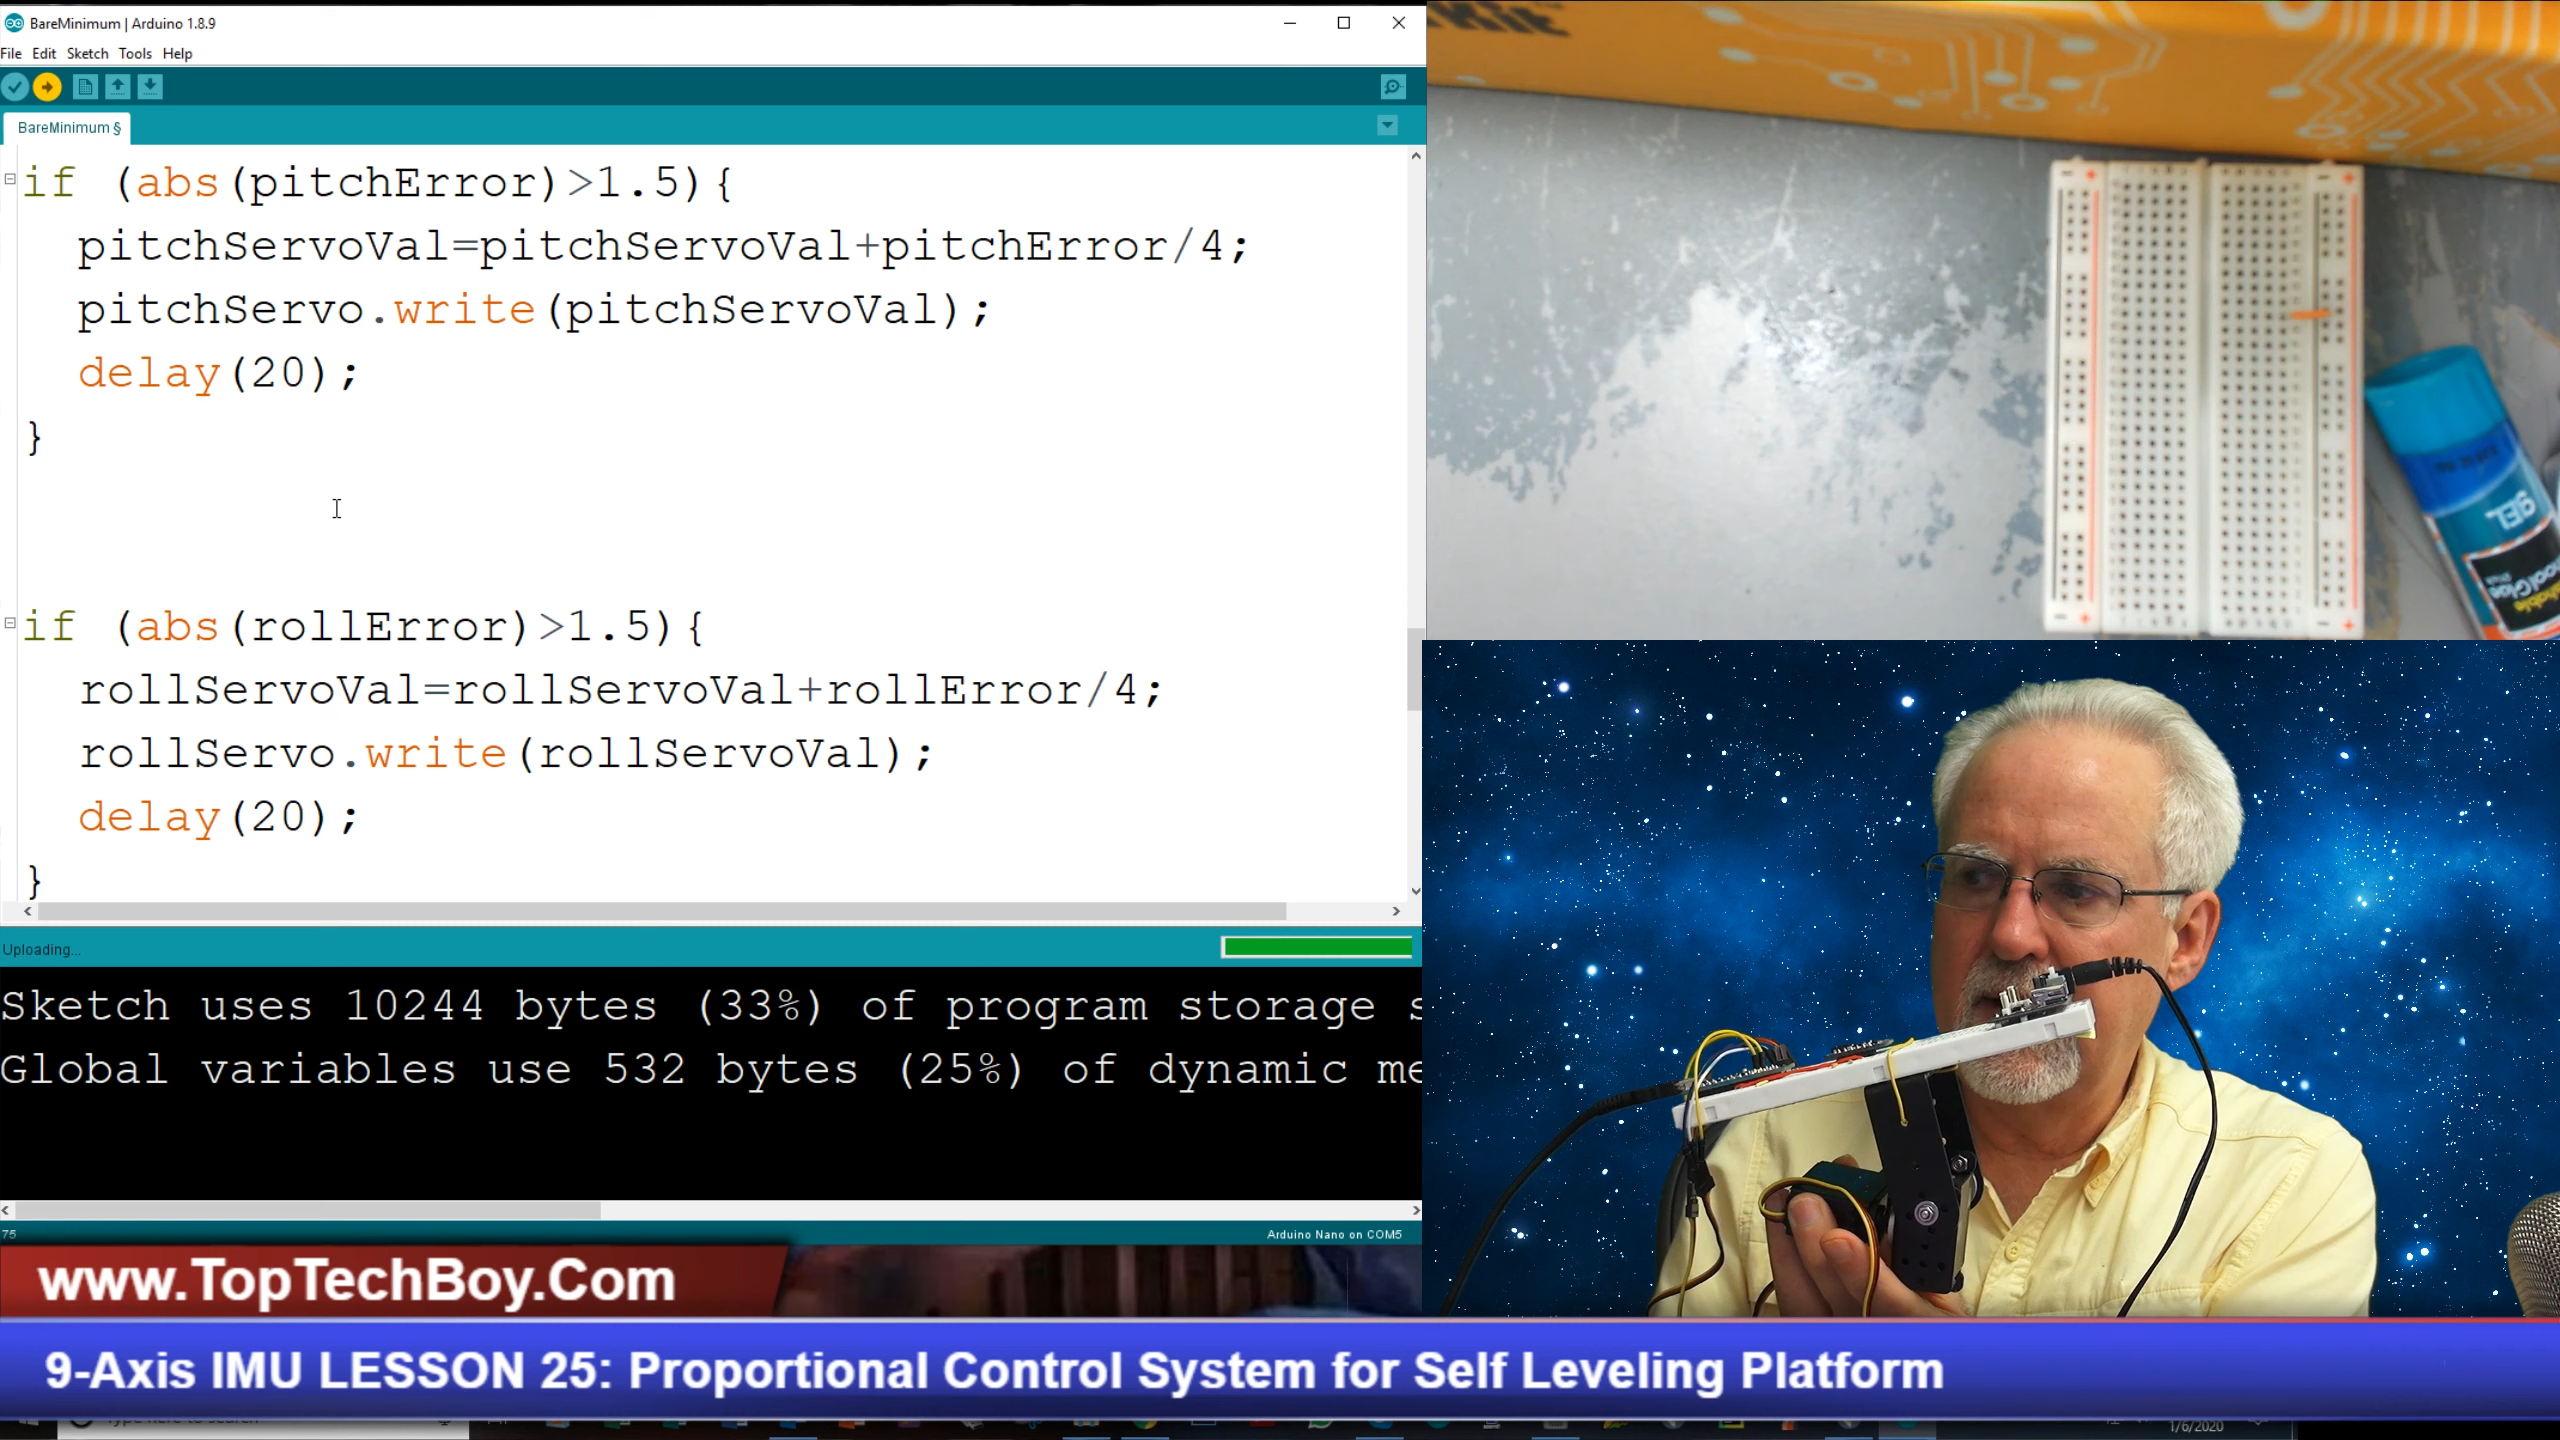 BareMinimum | Arduino 1.8.9
File Edit Sketch Tools Help
BareMinimum §
if (abs(pitchError)>1.5){
pitchServoVal=pitchServoVal+pitchError/4;
pitchServo.write(pitchServoVal);
delay(20);
}
if (abs(rollError)>1.5){
rollServoVal=rollServoVal+rollError/4;
rollServo.write(rollServoVal);
delay(20);
}
Uploading...
Sketch uses 10244 bytes (33%) of program storage s
Global variables use 532 bytes (25%) of dynamic me
75
Arduino Nano on COM5
www.TopTechBoy.Com
9-Axis IMU LESSON 25: Proportional Control System for Self Leveling Platform
1/6/2020
gEL